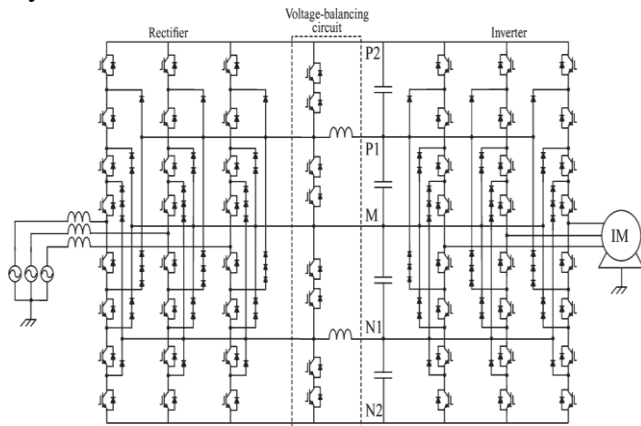 Voltage-balancing
circuit
Rectifier
Inverter
P2
P1
M
IM
N1
N2